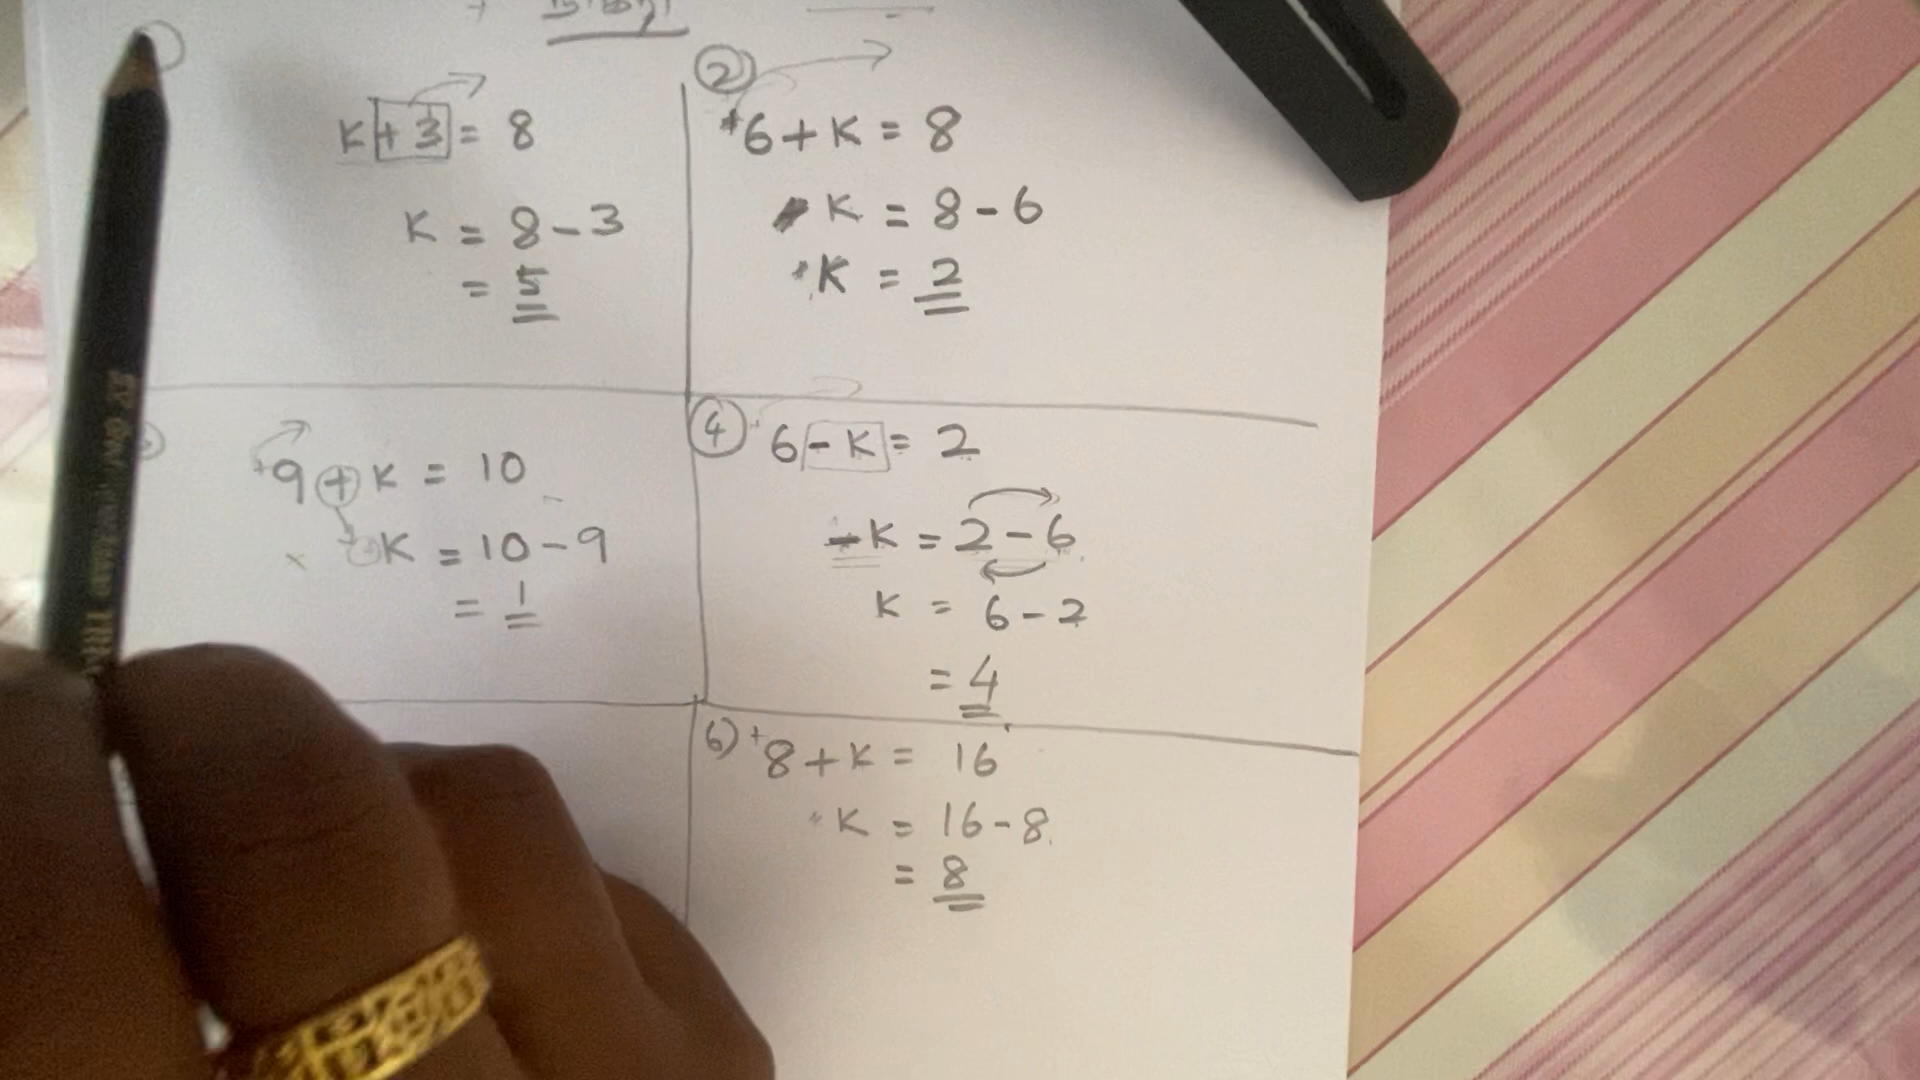 K + 3 = 8
K = 8 - 3
= 5
2
+6 + K = 8
K = 8 - 6
K = 2
+9 + K = 10
K = 10 - 9
= 1
4
6 - K = 2
-K = 2 - 6
K = 6 - 2
= 4
6) +8 + K = 16
K = 16 - 8
= 8